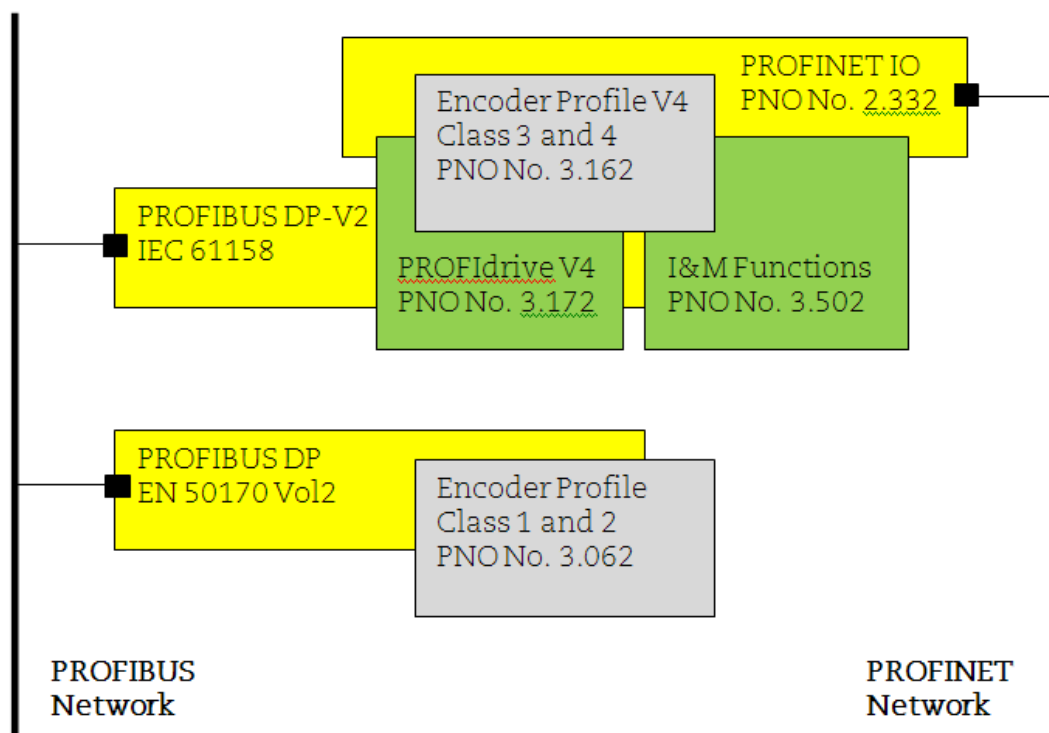 PROFINET IO
PNO No. 2.332
Encoder Profile V4
Class 3 and 4
PNO No. 3.162
PROFIBUS DP-V2
IEC 61158
PROFIdrive V4
PNO No. 3.172
I&M Functions
PNO No. 3.502
PROFIBUS DP
EN 50170 Vol2
Encoder Profile
Class 1 and 2
PNO No. 3.062
PROFIBUS
Network
PROFINET
Network